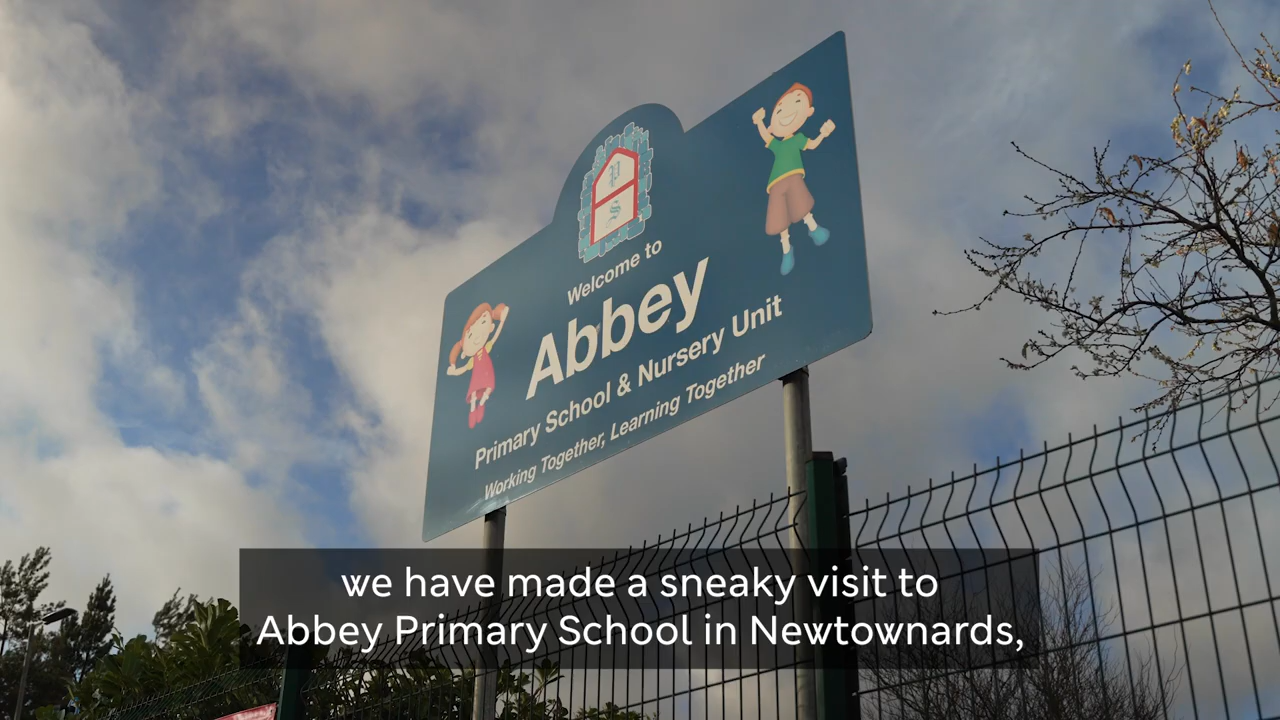 P
S
Welcome to
Abbey
Primary School & Nursery Unit
Working Together, Learning Together
we have made a sneaky visit to
Abbey Primary School in Newtownards,